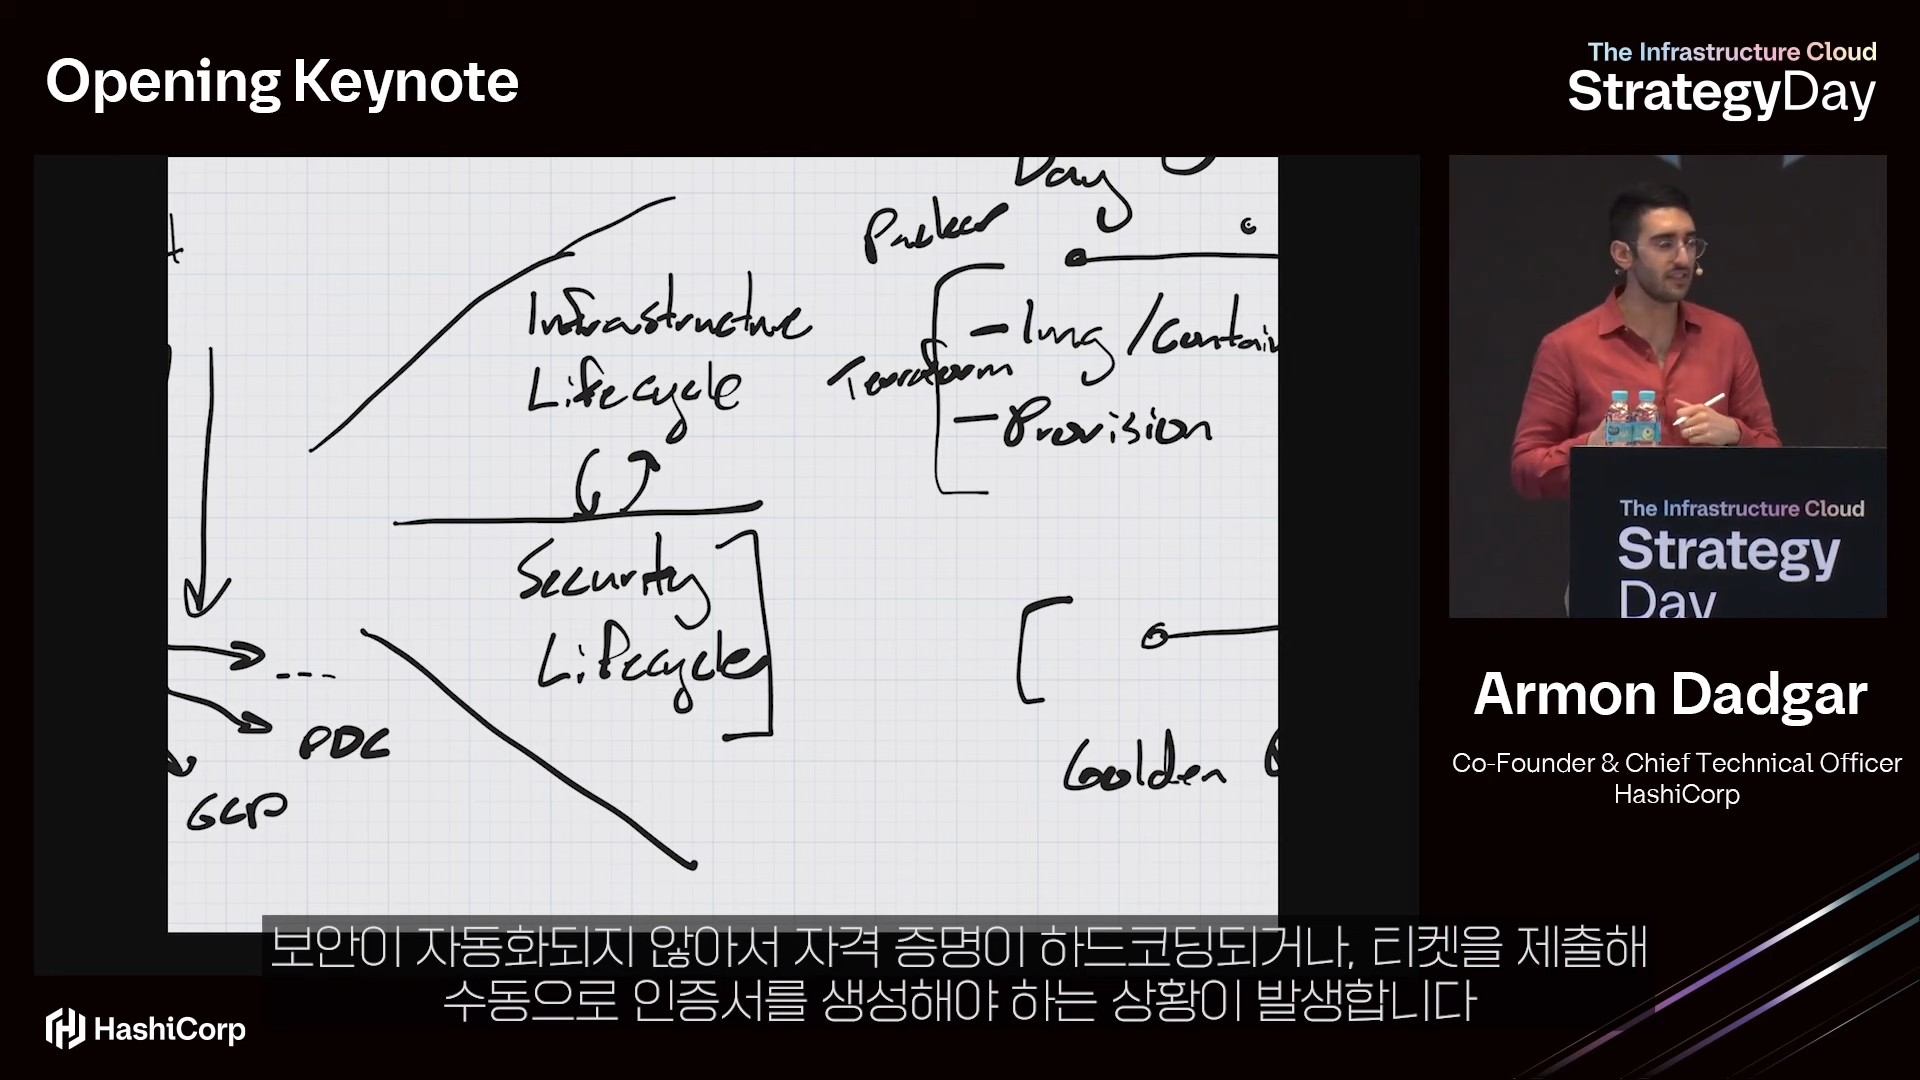 Opening Keynote
The Infrastructure Cloud
StrategyDay
Day
Packer
Infrastructure
Lifecycle
- Img / Contain
Terraform
- Provision
Security
Lifecycle
PDC
GCP
Golden
The Infrastructure Cloud
Strategy
Day
Armon Dadgar
Co-Founder & Chief Technical Officer
HashiCorp
보안이 자동화되지 않아서 자격 증명이 하드코딩되거나, 티켓을 제출해
수동으로 인증서를 생성해야 하는 상황이 발생합니다
HashiCorp